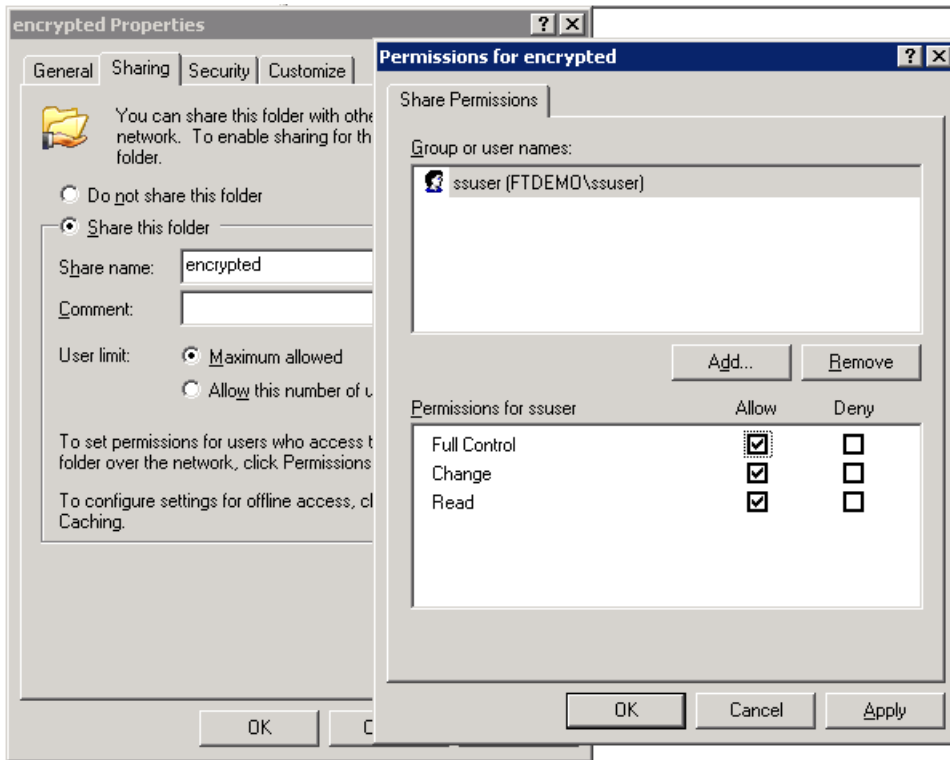 encrypted Properties
General Sharing Security Customize
You can share this folder with othe
network. To enable sharing for th
folder.
Do not share this folder
Share this folder
Share name: encrypted
Comment:
User limit: Maximum allowed
Allow this number of u
To set permissions for users who access t
folder over the network, click Permissions
To configure settings for offline access, cl
Caching.
OK C
Permissions for encrypted
Share Permissions
Group or user names:
ssuser (FTDEMO\ssuser)
Add... Remove
Permissions for ssuser Allow Deny
Full Control
Change
Read
OK Cancel Apply